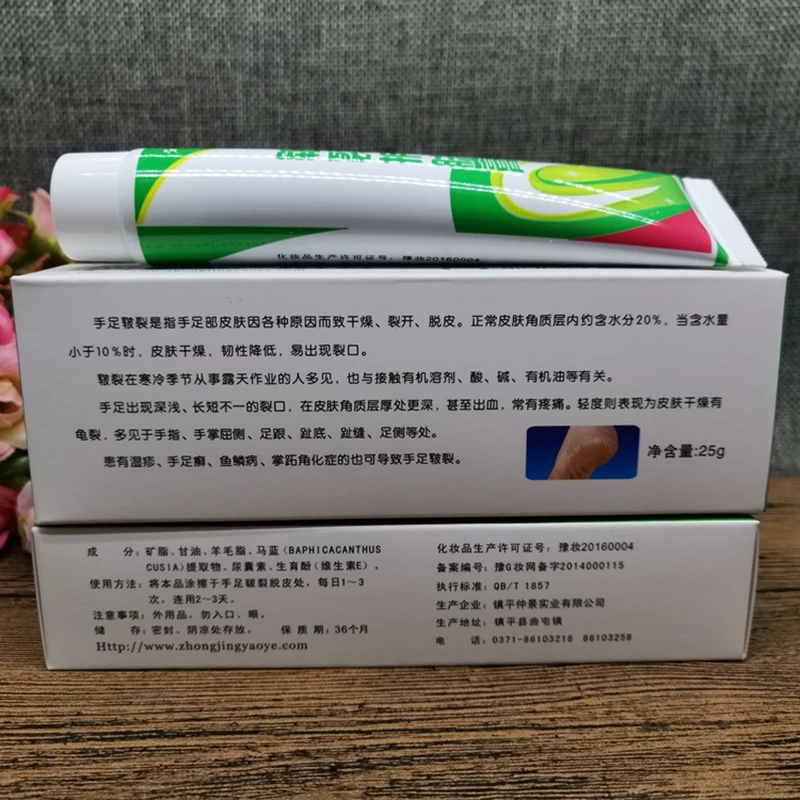 化妆品生产许可证号：豫妆20160004
手足皲裂是指手足部皮肤因各种原因而致干燥、裂开、脱皮。正常皮肤角质层内约含水分20%，当含水量
小于10%时，皮肤干燥，韧性降低，易出现裂口。
皲裂在寒冷季节从事露天作业的人多见，也与接触有机溶剂、酸、碱、有机油等有关。
手足出现深浅、长短不一的裂口，在皮肤角质层厚处更深，甚至出血，常有疼痛。轻度则表现为皮肤干燥有
龟裂，多见于手指、手掌屈侧、足跟、趾底、趾缝、足侧等处。
患有湿疹、手足癣、鱼鳞病、掌跖角化症的也可导致手足皲裂。
净含量:25g
成 分:矿脂、甘油、羊毛脂、马蓝（BAPHICACANTHUS
CUSIA)提取物、尿囊素、生育酚（维生素E）。
使用方法：将本品涂擦于手足皲裂脱皮处，每日1～3
次，连用2～3天。
注意事项：外用品，勿入口、眼。
储 存:密封、阴凉处存放。 保 质 期：36个月
Http://www.zhongjingyaoye.com
化妆品生产许可证号：豫妆20160004
备案编号：豫G妆网备字2014000115
执行标准：QB/T 1857
生产企业：镇平仲景实业有限公司
生产地址：镇平县曲屯镇
电 话：0371-86103218 86103258